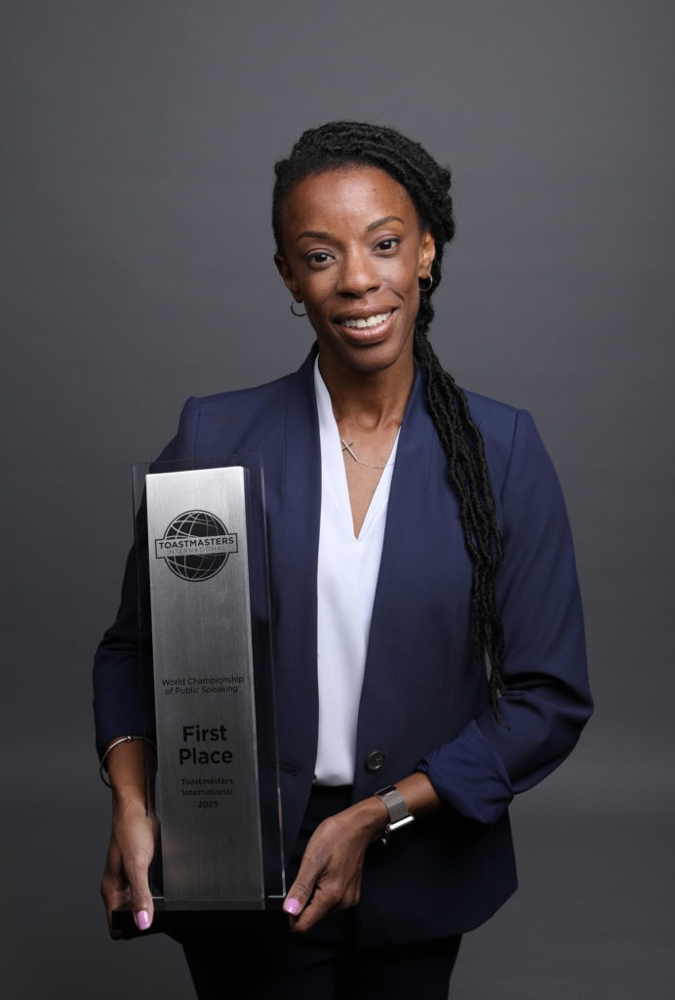 TOASTMASTERS
INTERNATIONAL
World Championship
of Public Speaking
First
Place
Toastmasters
International
2023